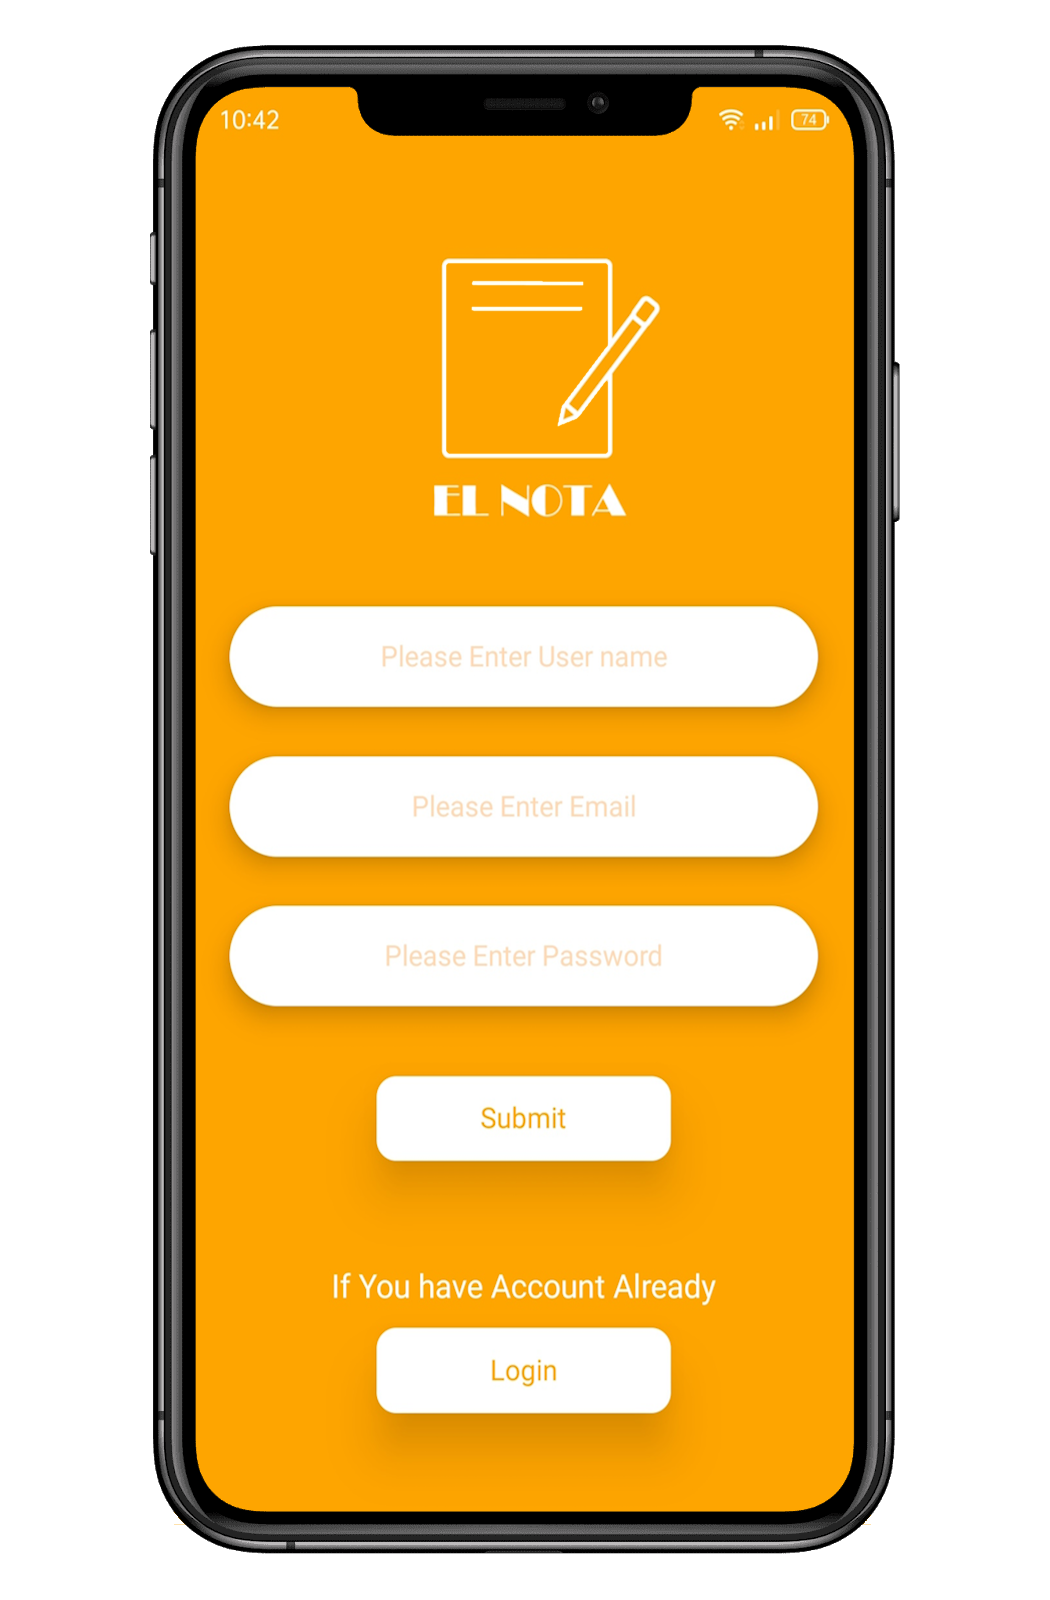 10:42
74
EL NOTA
Please Enter User name
Please Enter Email
Please Enter Password
Submit
If You have Account Already
Login